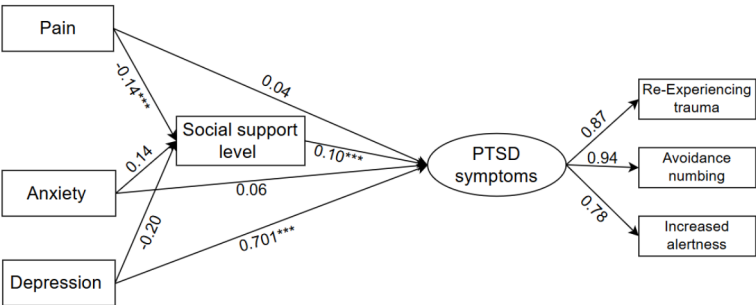 Pain
-0.14***
0.04
Re-Experiencing
trauma
0.87
Social support
level
0.10***
0.14
PTSD
symptoms
0.94
Avoidance
numbing
Anxiety
0.06
-0.20
0.701***
0.78
Increased
alertness
Depression